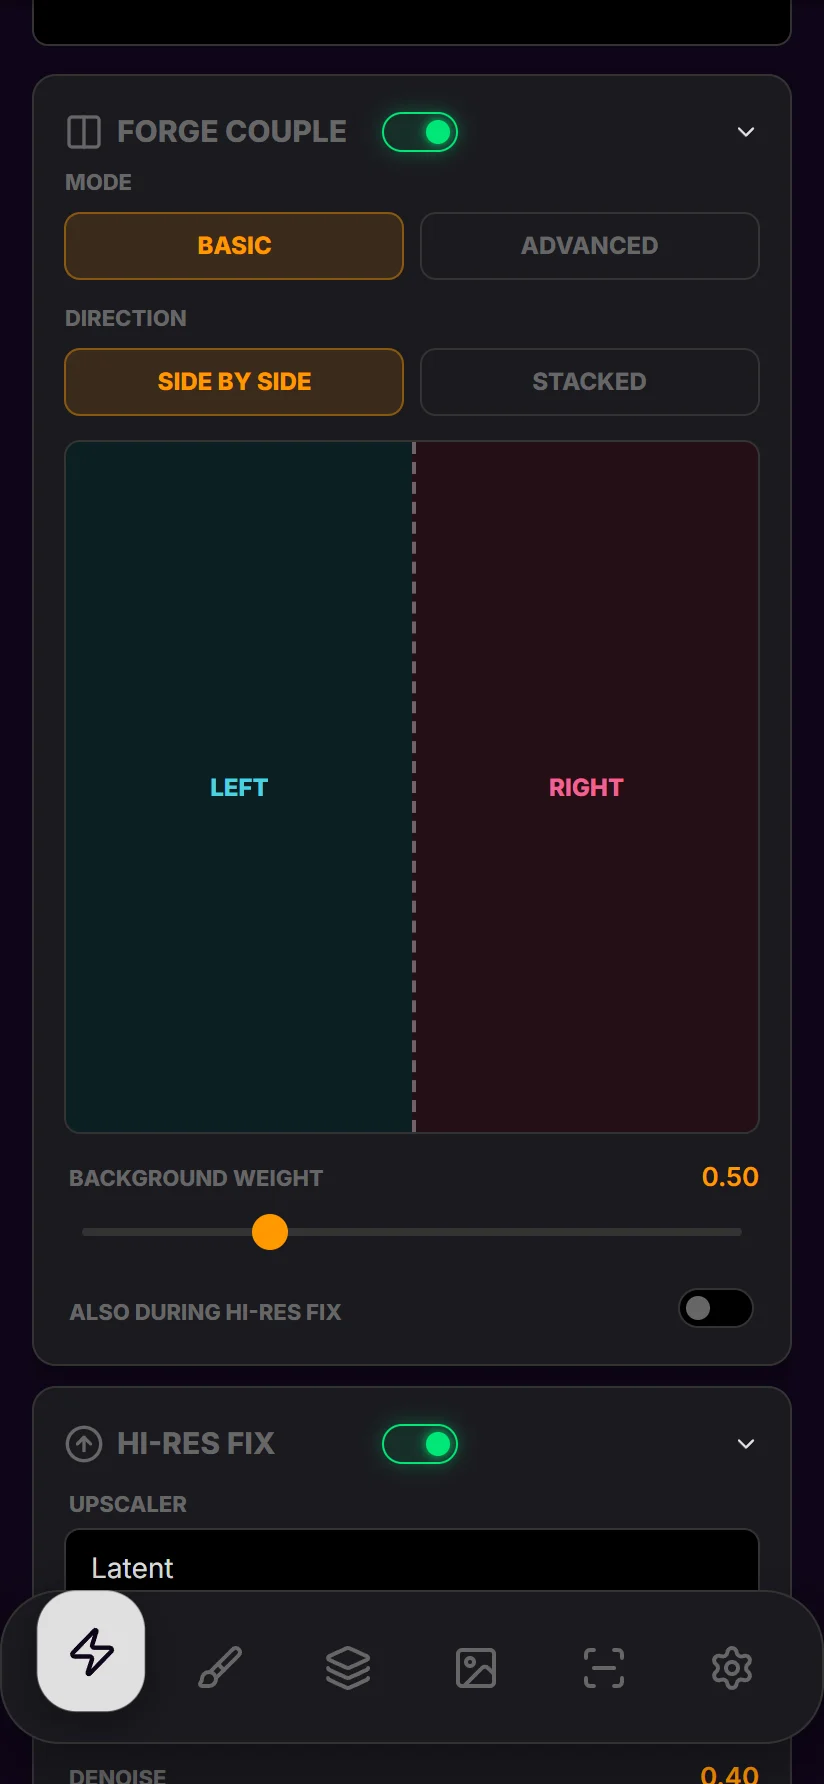 FORGE COUPLE
MODE
BASIC
ADVANCED
DIRECTION
SIDE BY SIDE
STACKED
LEFT
RIGHT
BACKGROUND WEIGHT
0.50
ALSO DURING HI-RES FIX
HI-RES FIX
UPSCALER
Latent
DENOISE
0.40